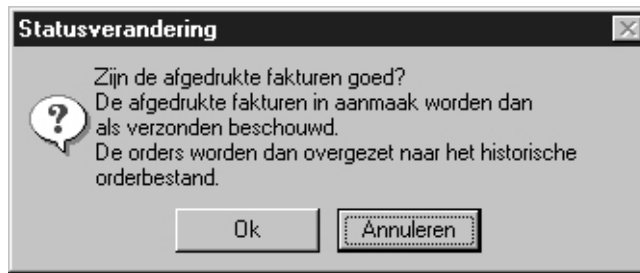 Statusverandering
Zijn de afgedrukte fakturen goed?
De afgedrukte fakturen in aanmaak worden dan
als verzonden beschouwd.
De orders worden dan overgezet naar het historische
orderbestand.
Ok
Annuleren